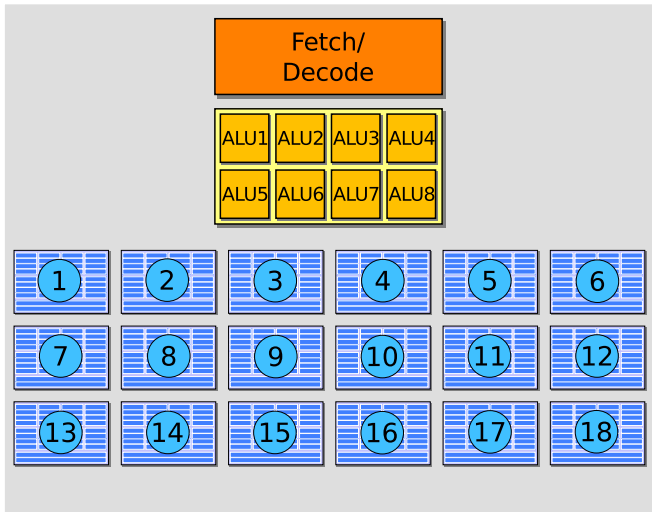 Fetch/
Decode
ALU1 ALU2 ALU3 ALU4
ALU5 ALU6 ALU7 ALU8
1 2 3 4 5 6
7 8 9 10 11 12
13 14 15 16 17 18